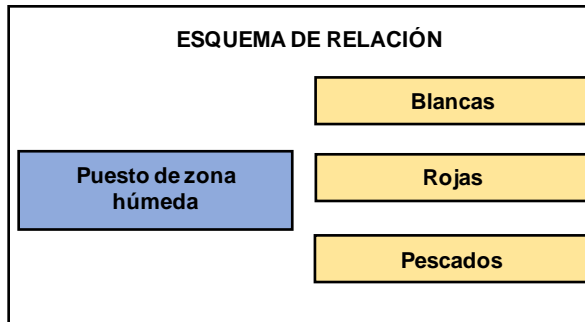 ESQUEMA DE RELACIÓN
Blancas
Puesto de zona
húmeda
Rojas
Pescados